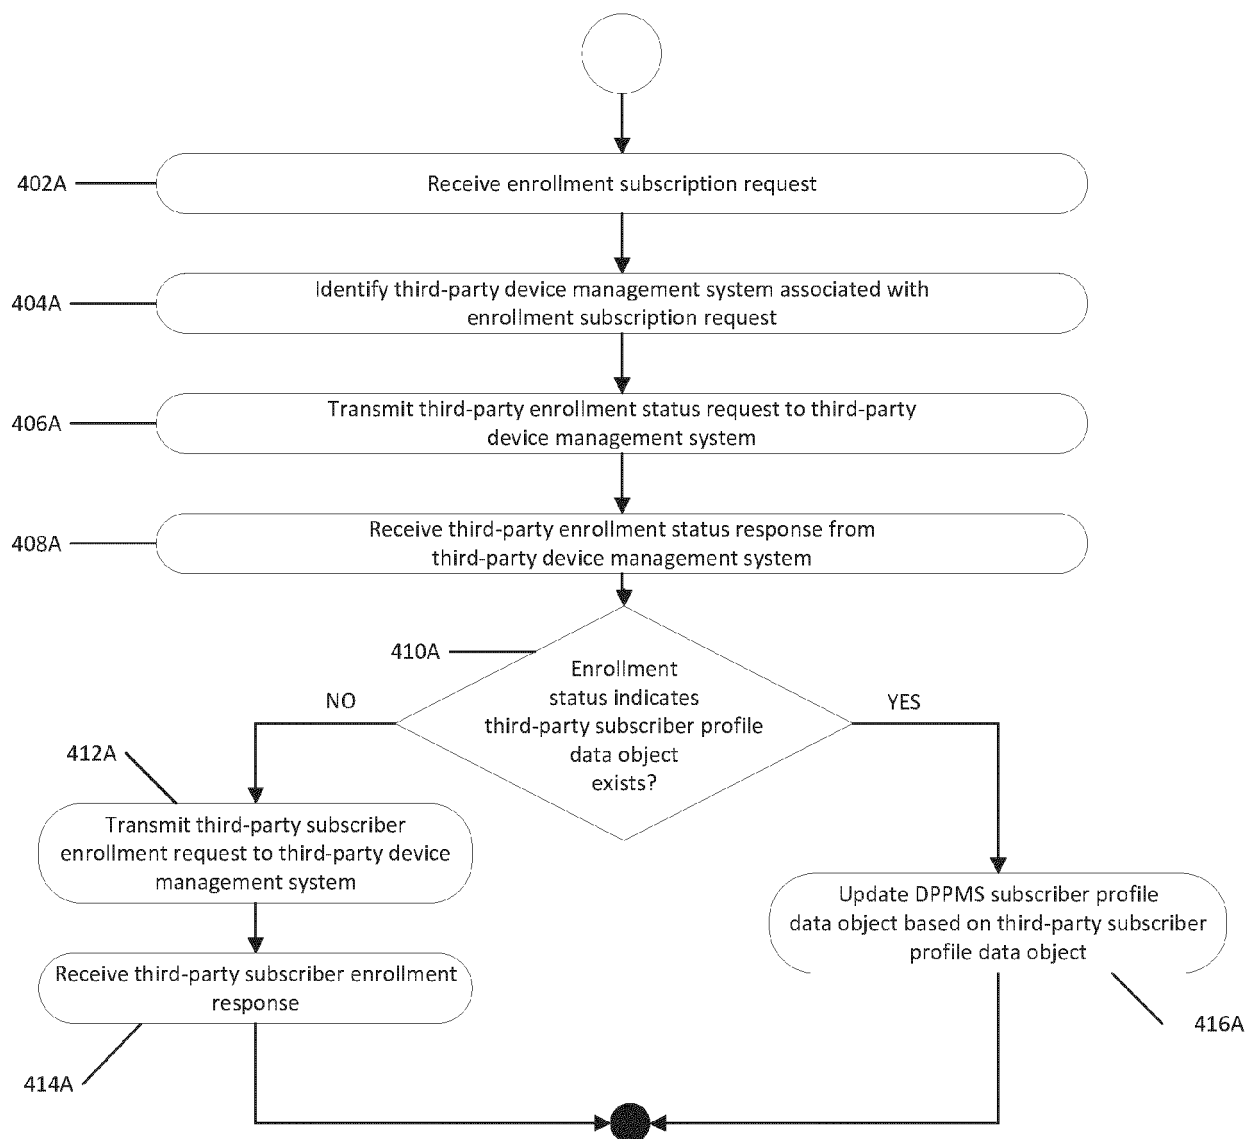 402A
Receive enrollment subscription request
404A
Identify third-party device management system associated with
enrollment subscription request
406A
Transmit third-party enrollment status request to third-party
device management system
408A
Receive third-party enrollment status response from
third-party device management system
410A
Enrollment
status indicates
third-party subscriber profile
data object
exists?
NO
YES
412A
Transmit third-party subscriber
enrollment request to third-party device
management system
Update DPPMS subscriber profile
data object based on third-party subscriber
profile data object
Receive third-party subscriber enrollment
response
416A
414A